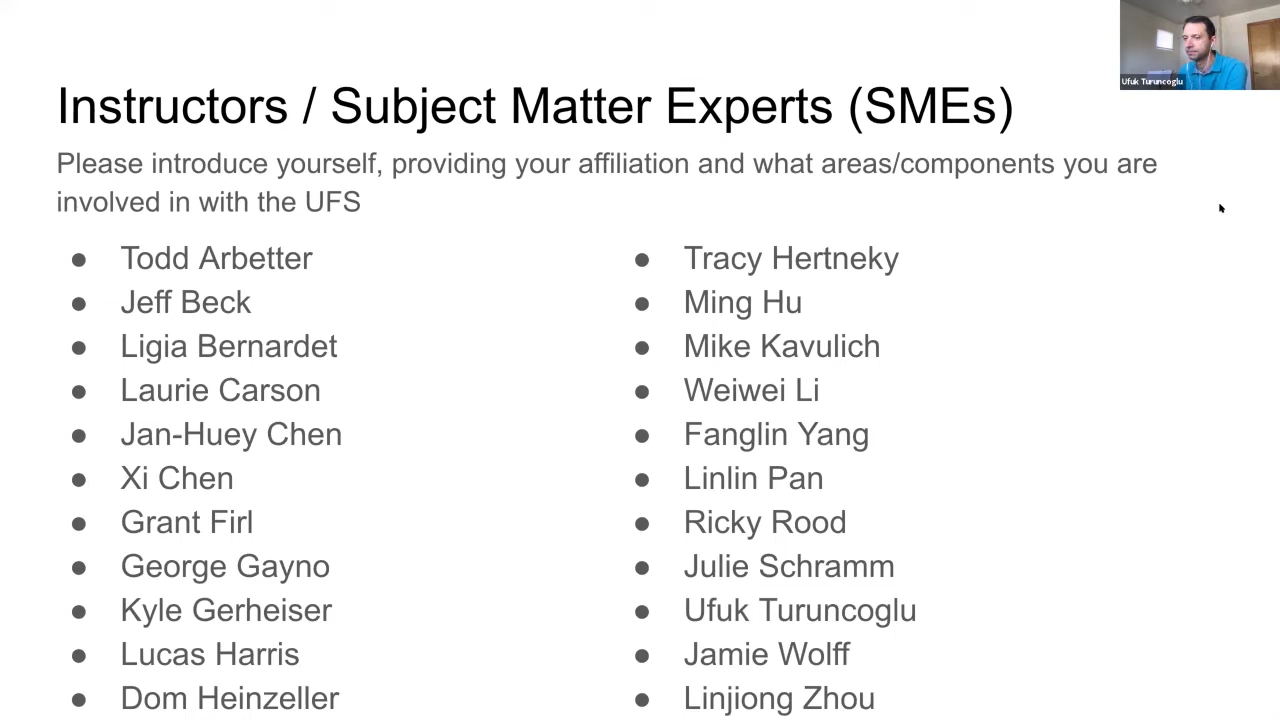 Ufuk Turuncoglu
Instructors / Subject Matter Experts (SMEs)
Please introduce yourself, providing your affiliation and what areas/components you are
involved in with the UFS
● Todd Arbetter
● Jeff Beck
● Ligia Bernardet
● Laurie Carson
● Jan-Huey Chen
● Xi Chen
● Grant Firl
● George Gayno
● Kyle Gerheiser
● Lucas Harris
● Dom Heinzeller
● Tracy Hertneky
● Ming Hu
● Mike Kavulich
● Weiwei Li
● Fanglin Yang
● Linlin Pan
● Ricky Rood
● Julie Schramm
● Ufuk Turuncoglu
● Jamie Wolff
● Linjiong Zhou